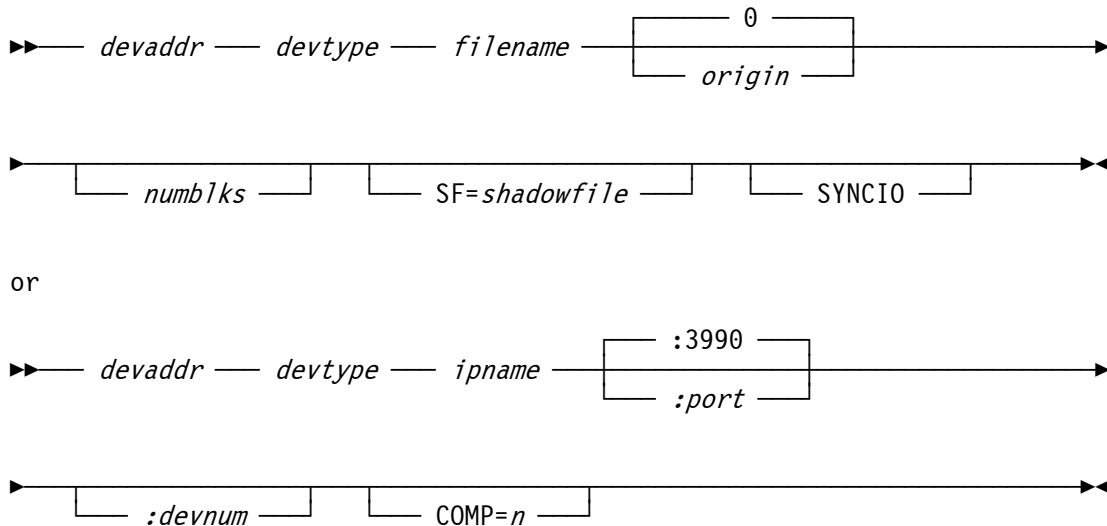 0
devaddr devtype filename
origin
numblks SF=shadowfile SYNCIO
or
:3990
devaddr devtype ipname
:port
:devnum COMP=n